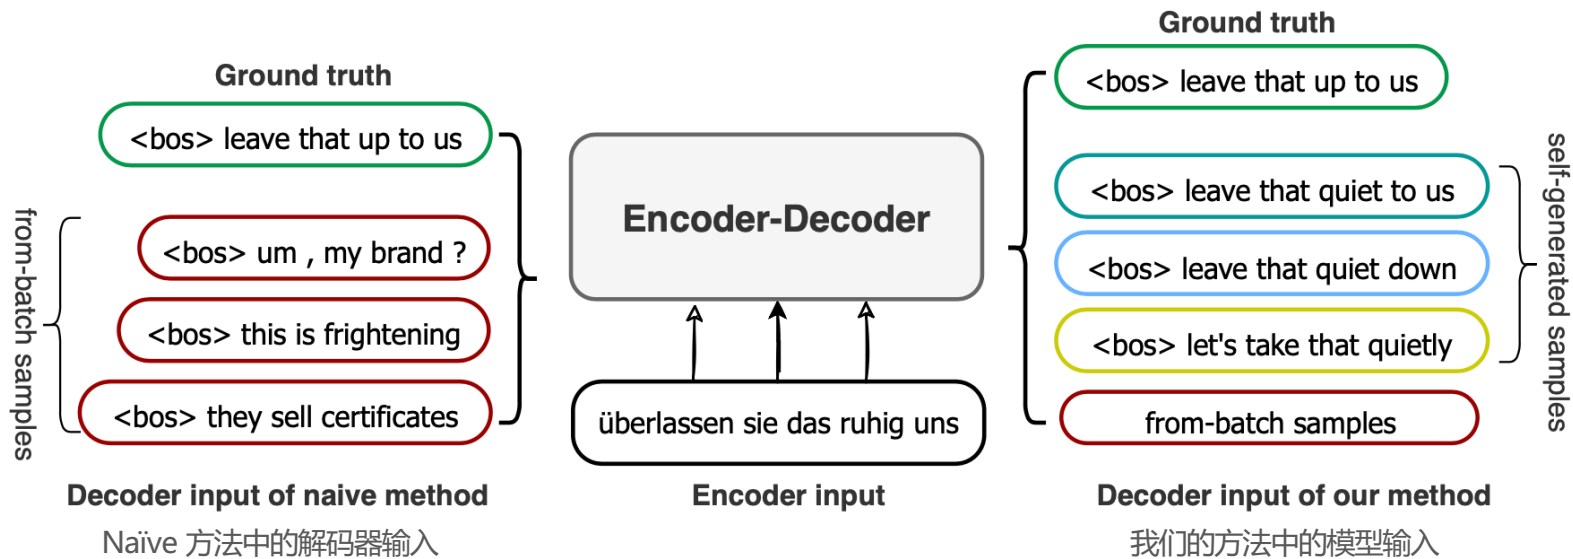 Ground truth
<bos> leave that up to us
from-batch samples
<bos> um , my brand ?
<bos> this is frightening
<bos> they sell certificates
Decoder input of naive method
Naïve 方法中的解码器输入
Encoder-Decoder
überlassen sie das ruhig uns
Encoder input
Ground truth
<bos> leave that up to us
<bos> leave that quiet to us
<bos> leave that quiet down
<bos> let's take that quietly
self-generated samples
from-batch samples
Decoder input of our method
我们的方法中的模型输入